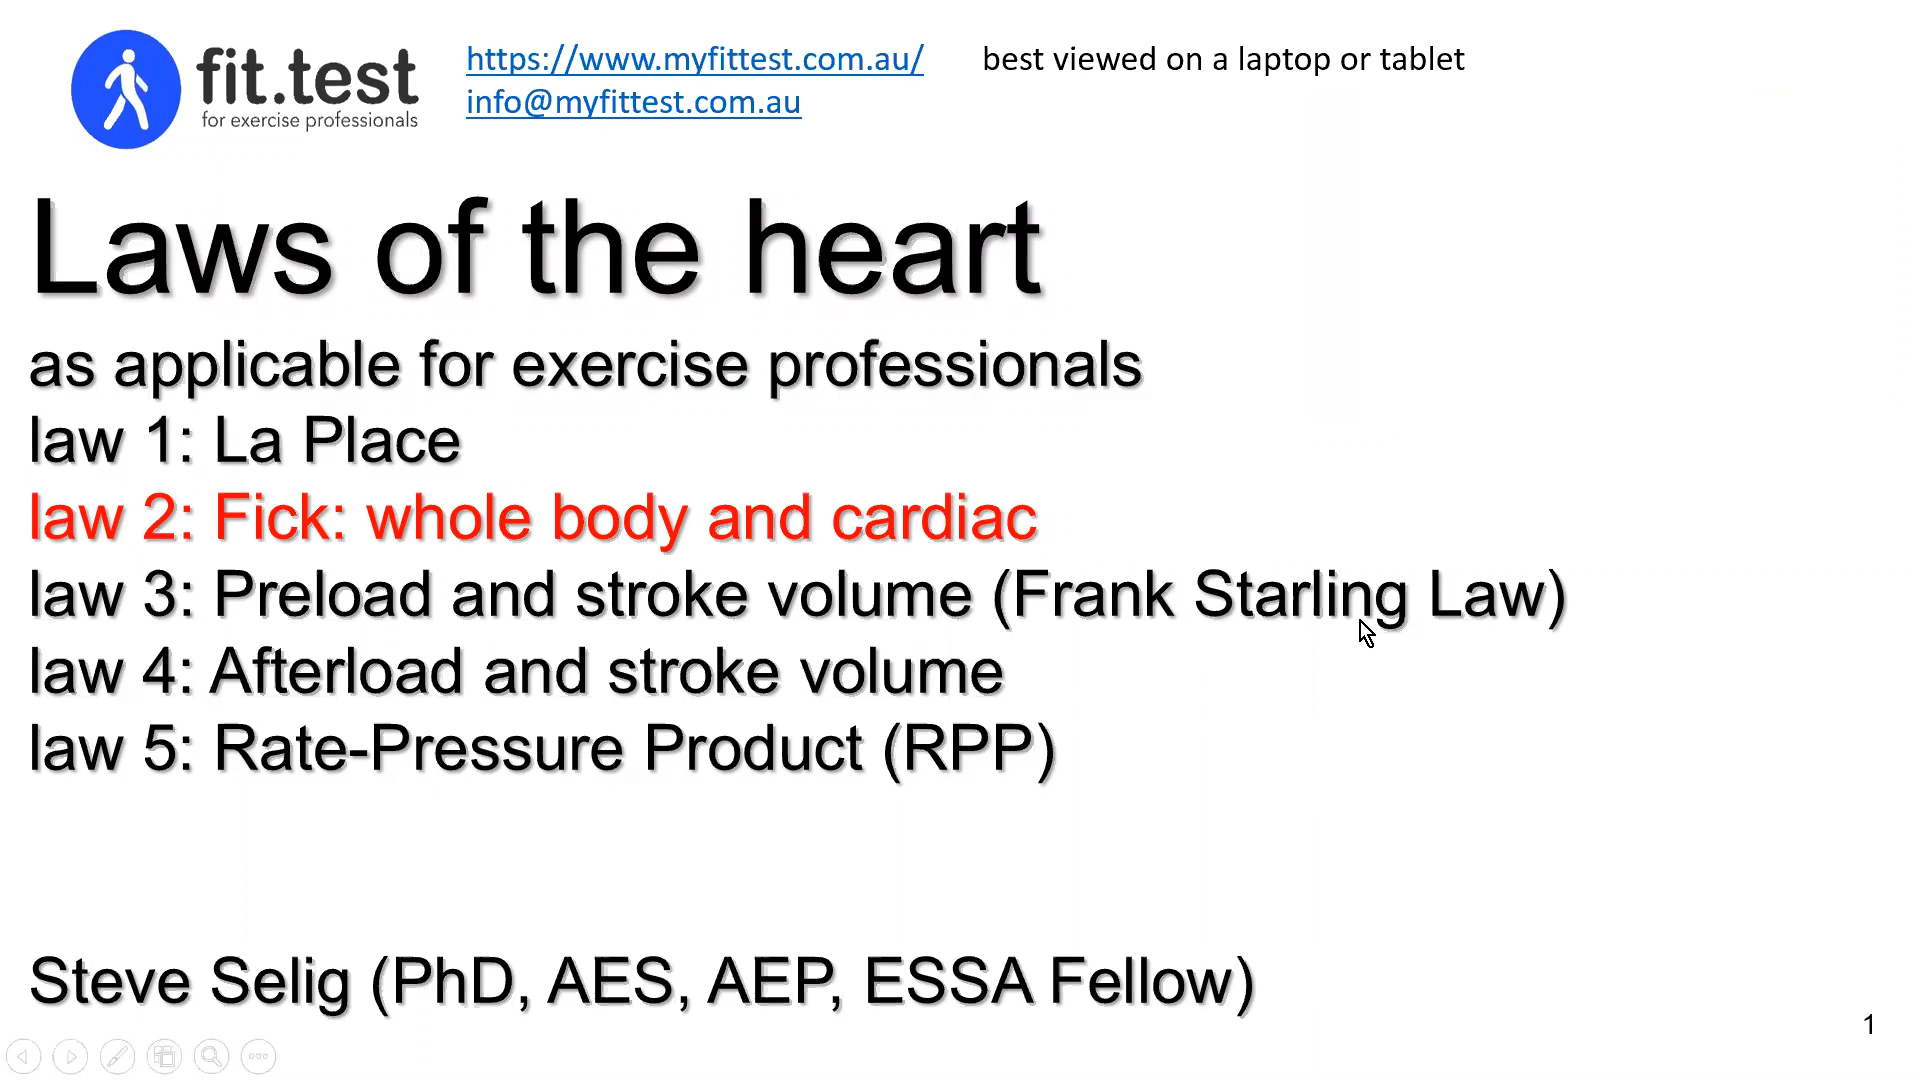 fit.test
for exercise professionals
https://www.myfittest.com.au/ best viewed on a laptop or tablet
info@myfittest.com.au
Laws of the heart
as applicable for exercise professionals
law 1: La Place
law 2: Fick: whole body and cardiac
law 3: Preload and stroke volume (Frank Starling Law)
law 4: Afterload and stroke volume
law 5: Rate-Pressure Product (RPP)
Steve Selig (PhD, AES, AEP, ESSA Fellow)
1